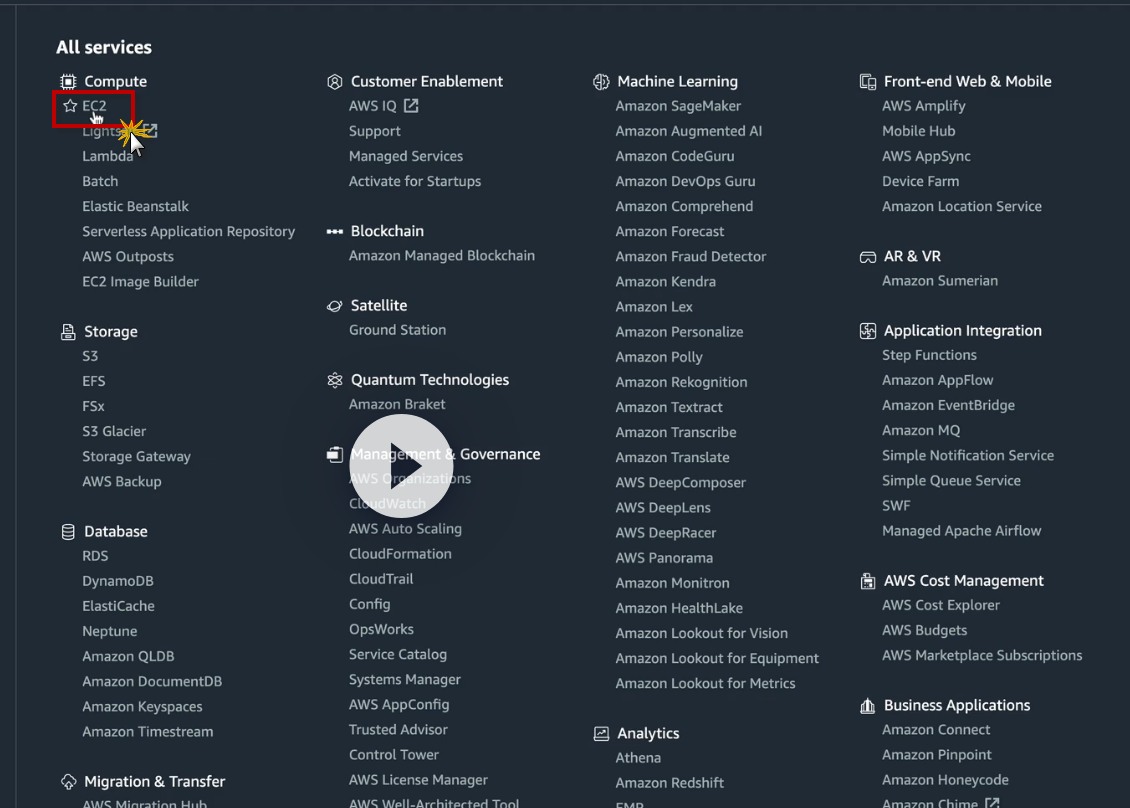 All services
Compute
EC2
Lights
Lambda
Batch
Elastic Beanstalk
Serverless Application Repository
AWS Outposts
EC2 Image Builder
Storage
S3
EFS
FSx
S3 Glacier
Storage Gateway
AWS Backup
Database
RDS
DynamoDB
ElastiCache
Neptune
Amazon QLDB
Amazon DocumentDB
Amazon Keyspaces
Amazon Timestream
Migration & Transfer
AWS Migration Hub
Customer Enablement
AWS IQ
Support
Managed Services
Activate for Startups
Blockchain
Amazon Managed Blockchain
Satellite
Ground Station
Quantum Technologies
Amazon Braket
Management & Governance
AWS Organizations
CloudWatch
AWS Auto Scaling
CloudFormation
CloudTrail
Config
OpsWorks
Service Catalog
Systems Manager
AWS AppConfig
Trusted Advisor
Control Tower
AWS License Manager
AWS Well-Architected Tool
Machine Learning
Amazon SageMaker
Amazon Augmented AI
Amazon CodeGuru
Amazon DevOps Guru
Amazon Comprehend
Amazon Forecast
Amazon Fraud Detector
Amazon Kendra
Amazon Lex
Amazon Personalize
Amazon Polly
Amazon Rekognition
Amazon Textract
Amazon Transcribe
Amazon Translate
AWS DeepComposer
AWS DeepLens
AWS DeepRacer
AWS Panorama
Amazon Monitron
Amazon HealthLake
Amazon Lookout for Vision
Amazon Lookout for Equipment
Amazon Lookout for Metrics
Analytics
Athena
Amazon Redshift
EMR
Front-end Web & Mobile
AWS Amplify
Mobile Hub
AWS AppSync
Device Farm
Amazon Location Service
AR & VR
Amazon Sumerian
Application Integration
Step Functions
Amazon AppFlow
Amazon EventBridge
Amazon MQ
Simple Notification Service
Simple Queue Service
SWF
Managed Apache Airflow
AWS Cost Management
AWS Cost Explorer
AWS Budgets
AWS Marketplace Subscriptions
Business Applications
Amazon Connect
Amazon Pinpoint
Amazon Honeycode
Amazon Chime